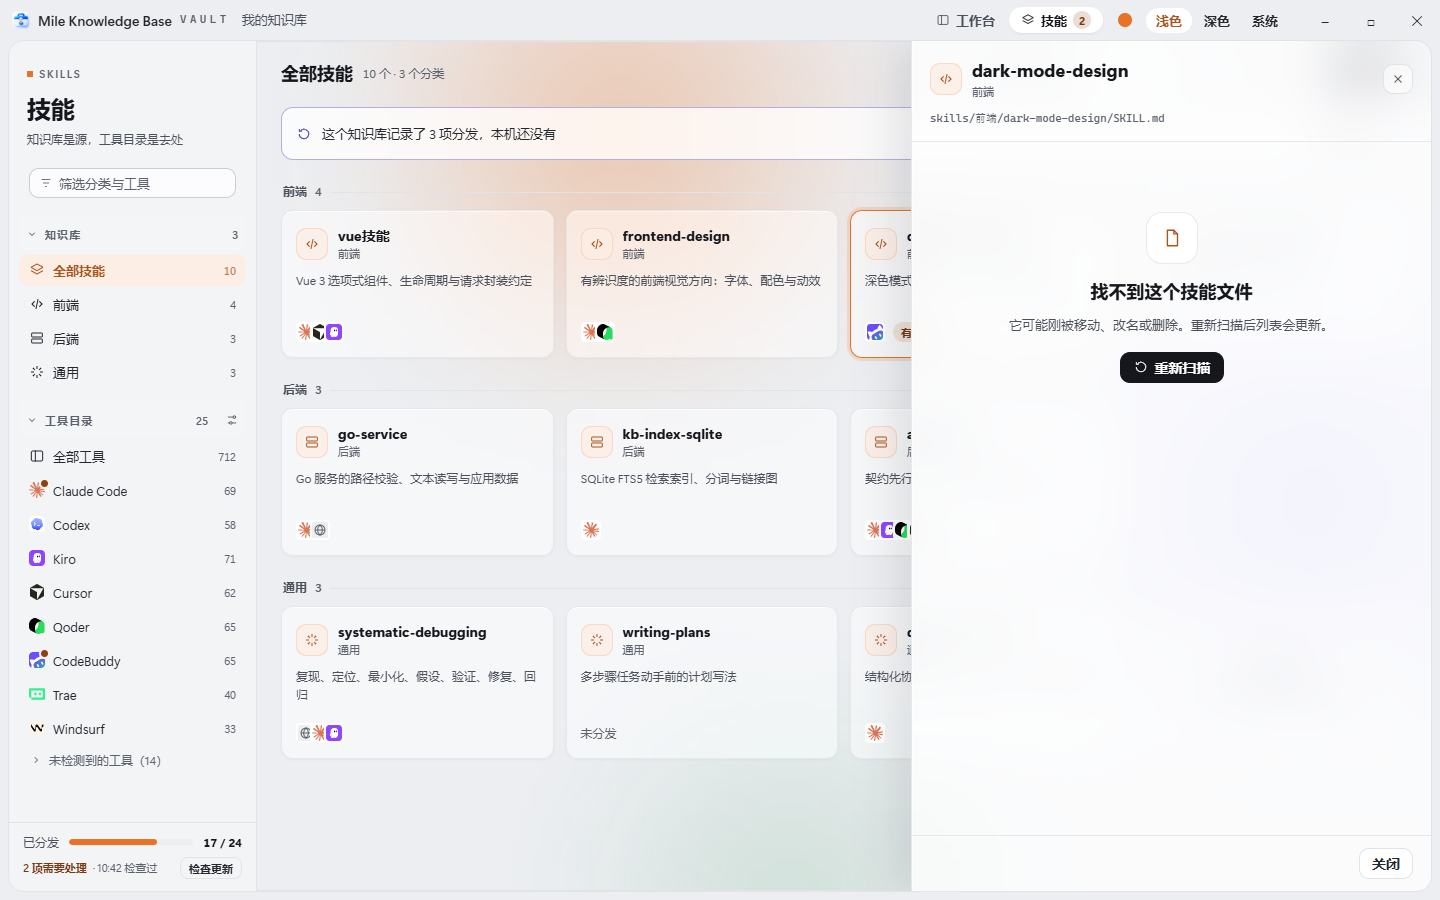 Mile Knowledge Base VAULT 我的知识库
工作台 技能 2 浅色 深色 系统
SKILLS
技能
知识库是源，工具目录是去处
筛选分类与工具
知识库 3
全部技能 10
前端 4
后端 3
通用 3
工具目录 25
全部工具 712
Claude Code 69
Codex 58
Kiro 71
Cursor 62
Qoder 65
CodeBuddy 65
Trae 40
Windsurf 33
未检测到的工具 (14)
已分发 17 / 24
2 项需要处理 · 10:42 检查过 检查更新
全部技能 10 个 · 3 个分类
这个知识库记录了 3 项分发，本机还没有
前端 4
vue技能
前端
Vue 3 选项式组件、生命周期与请求封装约定
frontend-design
前端
有辨识度的前端视觉方向：字体、配色与动效
深色模式
有
后端 3
go-service
后端
Go 服务的路径校验、文本读写与应用数据
kb-index-sqlite
后端
SQLite FTS5 检索索引、分词与链接图
契约先行
通用 3
systematic-debugging
通用
复现、定位、最小化、假设、验证、修复、回
归
writing-plans
通用
多步骤任务动手前的计划写法
未分发
结构化协
dark-mode-design
前端
skills/前端/dark-mode-design/SKILL.md
找不到这个技能文件
它可能刚被移动、改名或删除。重新扫描后列表会更新。
重新扫描
关闭